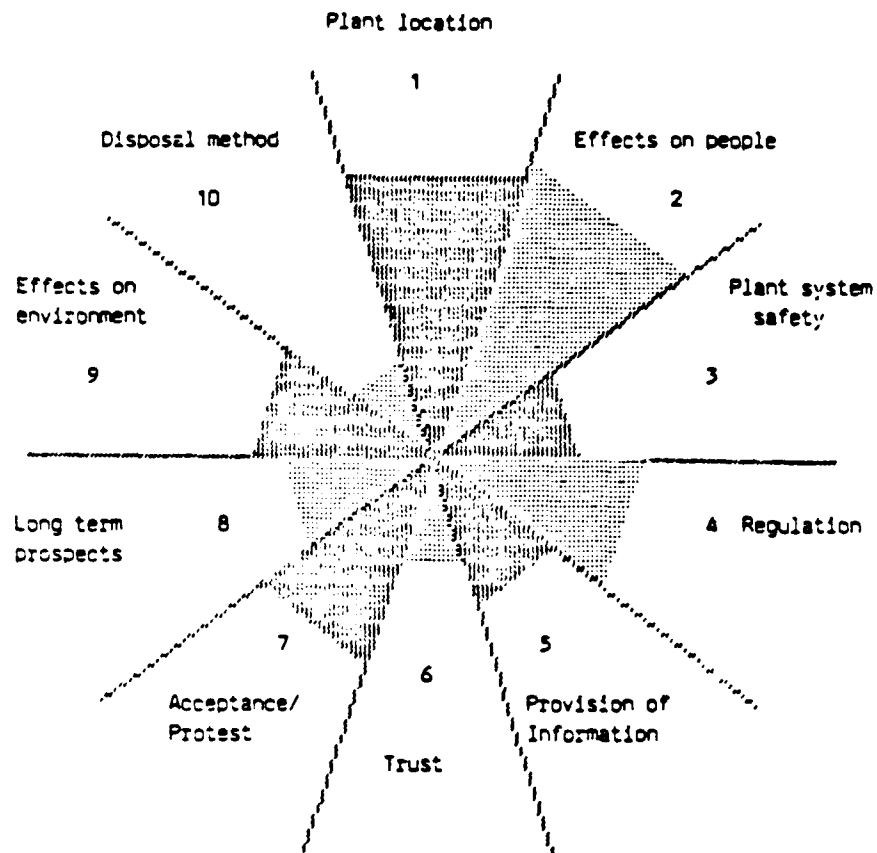 Plant location
1
Disposal method
10
Effects on people
2
Effects on
environment
9
Plant system
safety
3
Long term
prospects
8
4 Regulation
7
Acceptance/
Protest
6
Trust
5
Provision of
Information